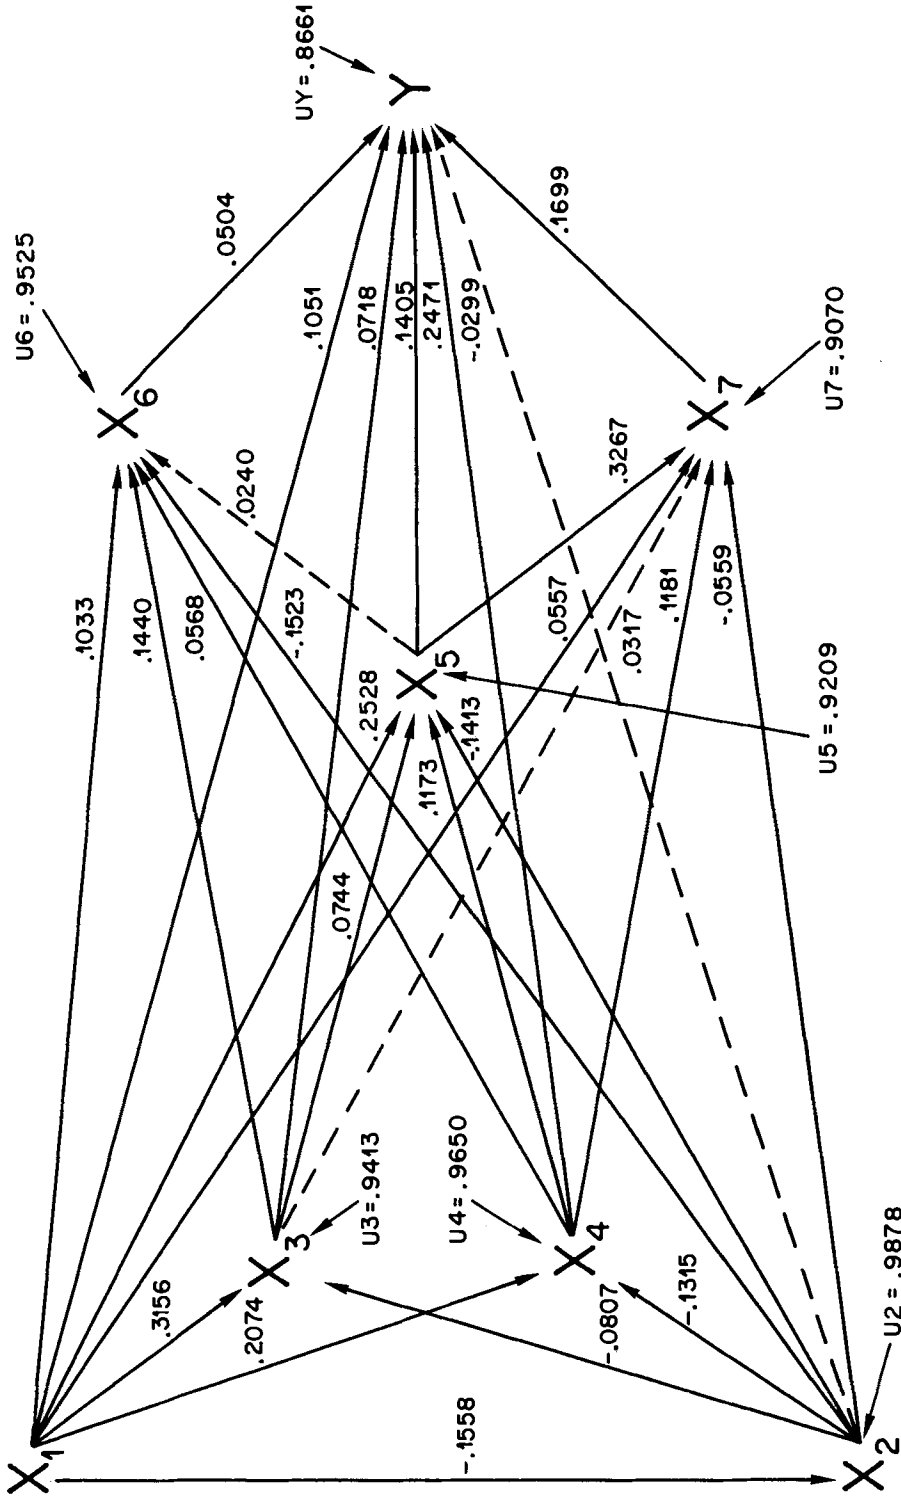 X1
X2
X3
X4
X5
X6
X7
Y
U2 = .9878
U3 = .9413
U4 = .9650
U5 = .9209
U6 = .9525
U7 = .9070
UY = .8661
-.1558
.3156
.2074
-.0807
-.1315
.1033
.1440
.0568
-.1523
.0240
.2528
.0744
.1173
-.1413
.0557
.0317
.1181
-.0559
.3267
.0504
.1051
.0718
.1405
.2471
-.0299
.1699